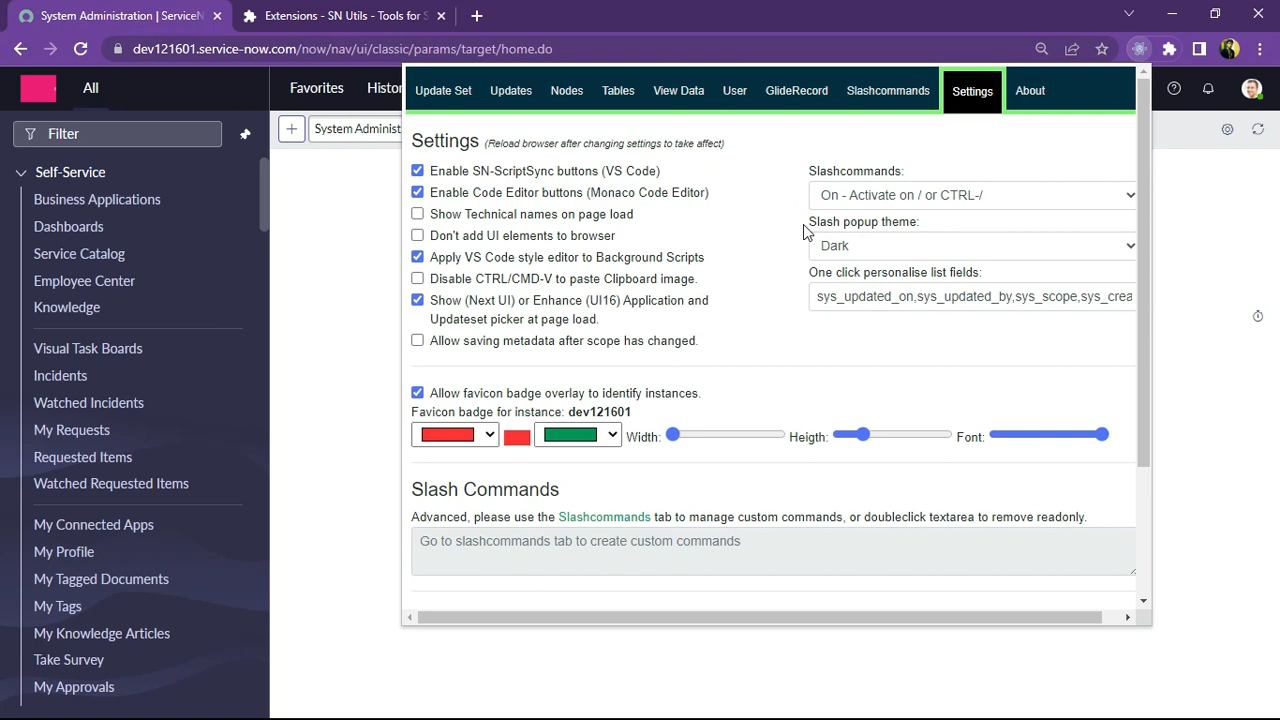 System Administration | ServiceN
Extensions - SN Utils - Tools for S
dev121601.service-now.com/now/nav/ui/classic/params/target/home.do
All
Favorites
Histor
Filter
System Administ
Self-Service
Business Applications
Dashboards
Service Catalog
Employee Center
Knowledge
Visual Task Boards
Incidents
Watched Incidents
My Requests
Requested Items
Watched Requested Items
My Connected Apps
My Profile
My Tagged Documents
My Tags
My Knowledge Articles
Take Survey
My Approvals
Update Set Updates Nodes Tables View Data User GlideRecord Slashcommands Settings About
Settings (Reload browser after changing settings to take affect)
Enable SN-ScriptSync buttons (VS Code)
Enable Code Editor buttons (Monaco Code Editor)
Show Technical names on page load
Don't add UI elements to browser
Apply VS Code style editor to Background Scripts
Disable CTRL/CMD-V to paste Clipboard image.
Show (Next UI) or Enhance (UI16) Application and
Updateset picker at page load.
Allow saving metadata after scope has changed.
Slashcommands:
On - Activate on / or CTRL-/
Slash popup theme:
Dark
One click personalise list fields:
sys_updated_on,sys_updated_by,sys_scope,sys_crea
Allow favicon badge overlay to identify instances.
Favicon badge for instance: dev121601
Width: Heigth: Font:
Slash Commands
Advanced, please use the Slashcommands tab to manage custom commands, or doubleclick textarea to remove readonly.
Go to slashcommands tab to create custom commands